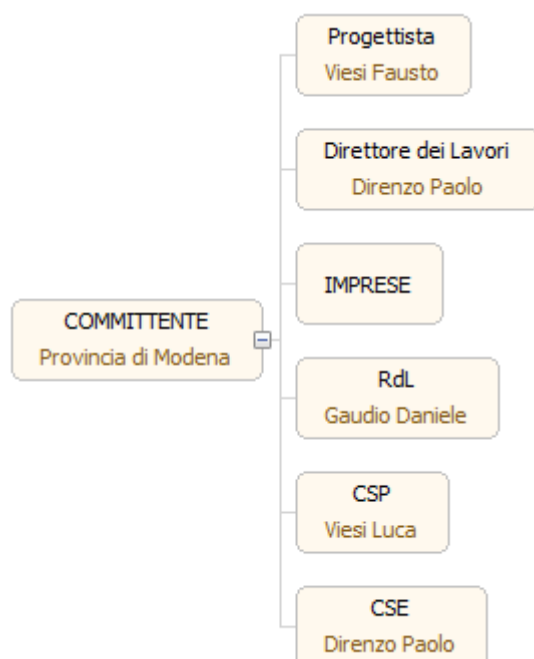 Progettista
Viesi Fausto
Direttore dei Lavori
Direnzo Paolo
IMPRESE
COMMITTENTE
Provincia di Modena
RdL
Gaudio Daniele
CSP
Viesi Luca
CSE
Direnzo Paolo